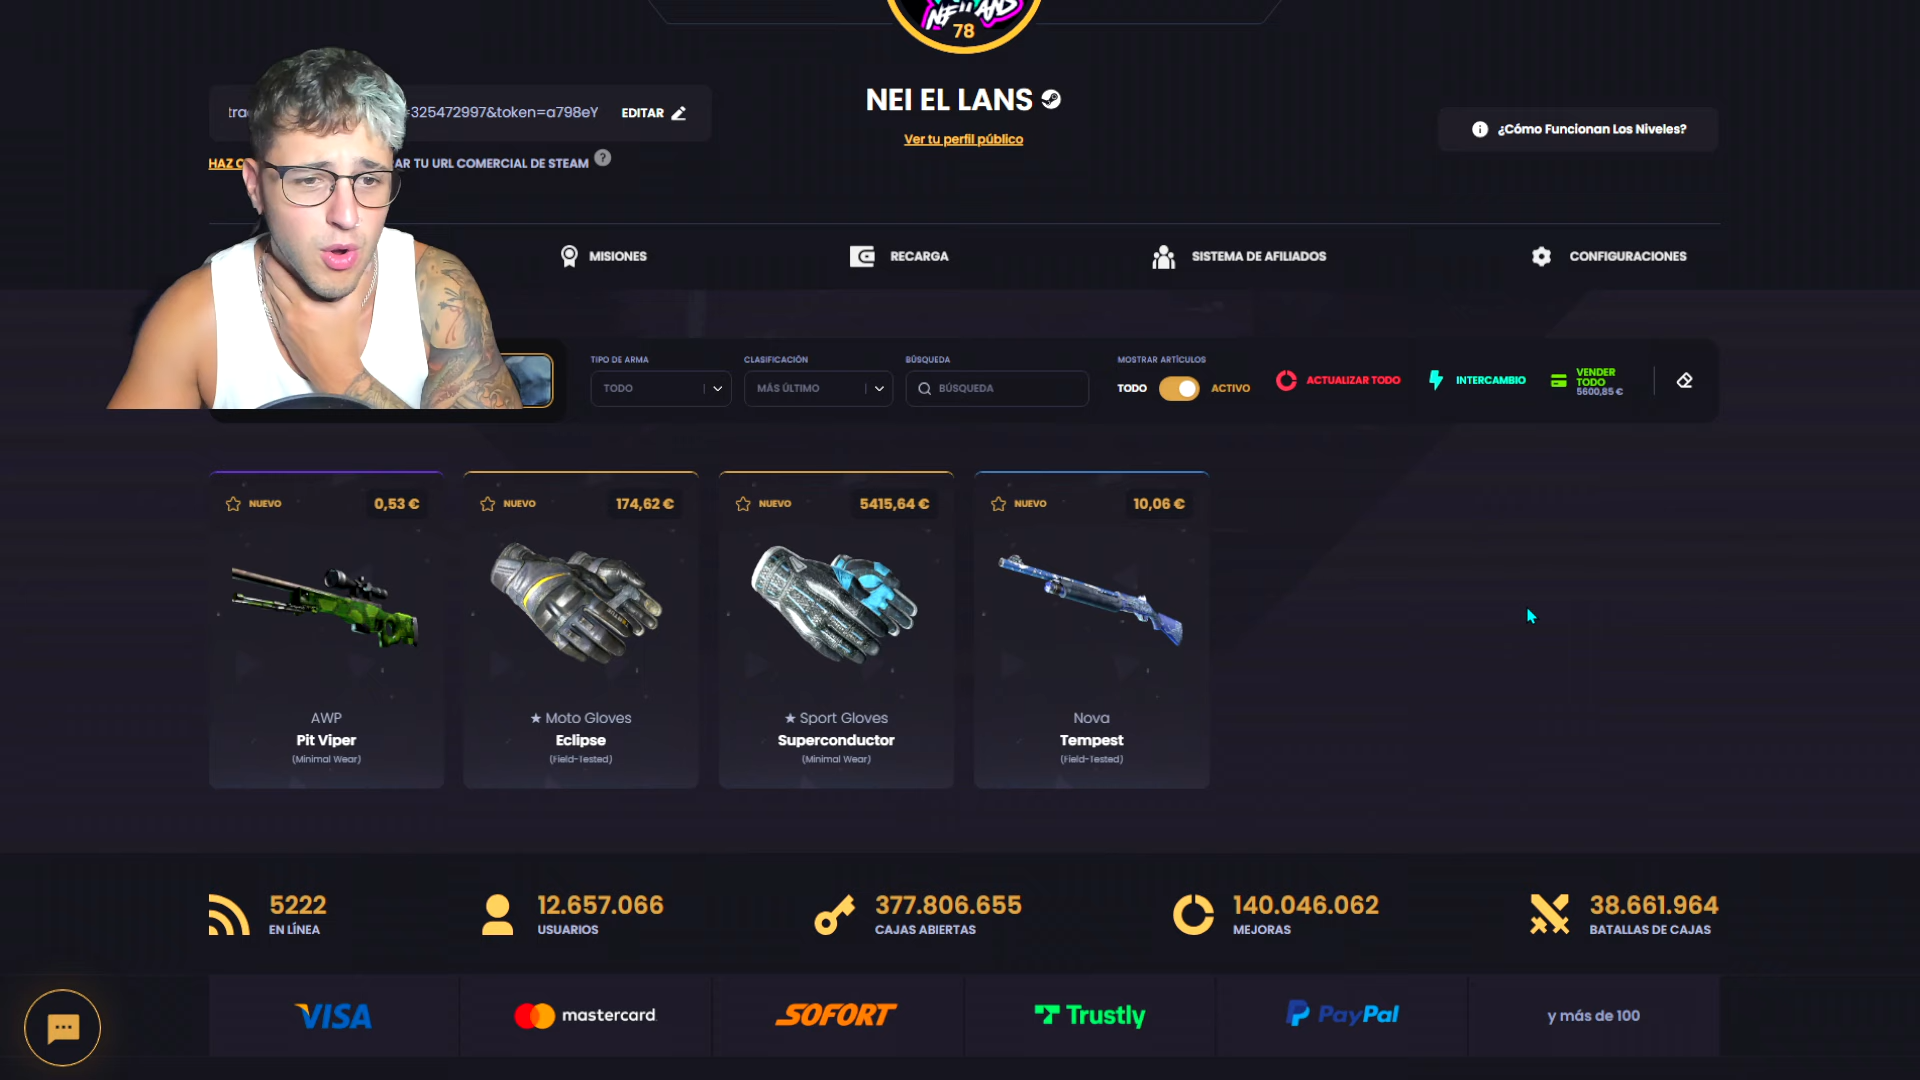 78
NEI EL LANS
=325472997&token=a798eY
EDITAR
HAZ
AR TU URL COMERCIAL DE STEAM
?
Ver tu perfil público
¿Cómo Funcionan Los Niveles?
MISIONES
RECARGA
SISTEMA DE AFILIADOS
CONFIGURACIONES
TIPO DE ARMA
TODO
CLASIFICACIÓN
MÁS ÚLTIMO
BÚSQUEDA
BÚSQUEDA
MOSTRAR ARTÍCULOS
TODO
ACTIVO
ACTUALIZAR TODO
INTERCAMBIO
VENDER
TODO
5600,85 €
NUEVO
0,53 €
AWP
Pit Viper
(Minimal Wear)
NUEVO
174,62 €
★ Moto Gloves
Eclipse
(Field-Tested)
NUEVO
5415,64 €
★ Sport Gloves
Superconductor
(Minimal Wear)
NUEVO
10,06 €
Nova
Tempest
(Field-Tested)
5222
EN LÍNEA
12.657.066
USUARIOS
377.806.655
CAJAS ABIERTAS
140.046.062
MEJORAS
38.661.964
BATALLAS DE CAJAS
VISA
mastercard
SOFORT
Trustly
PayPal
y más de 100